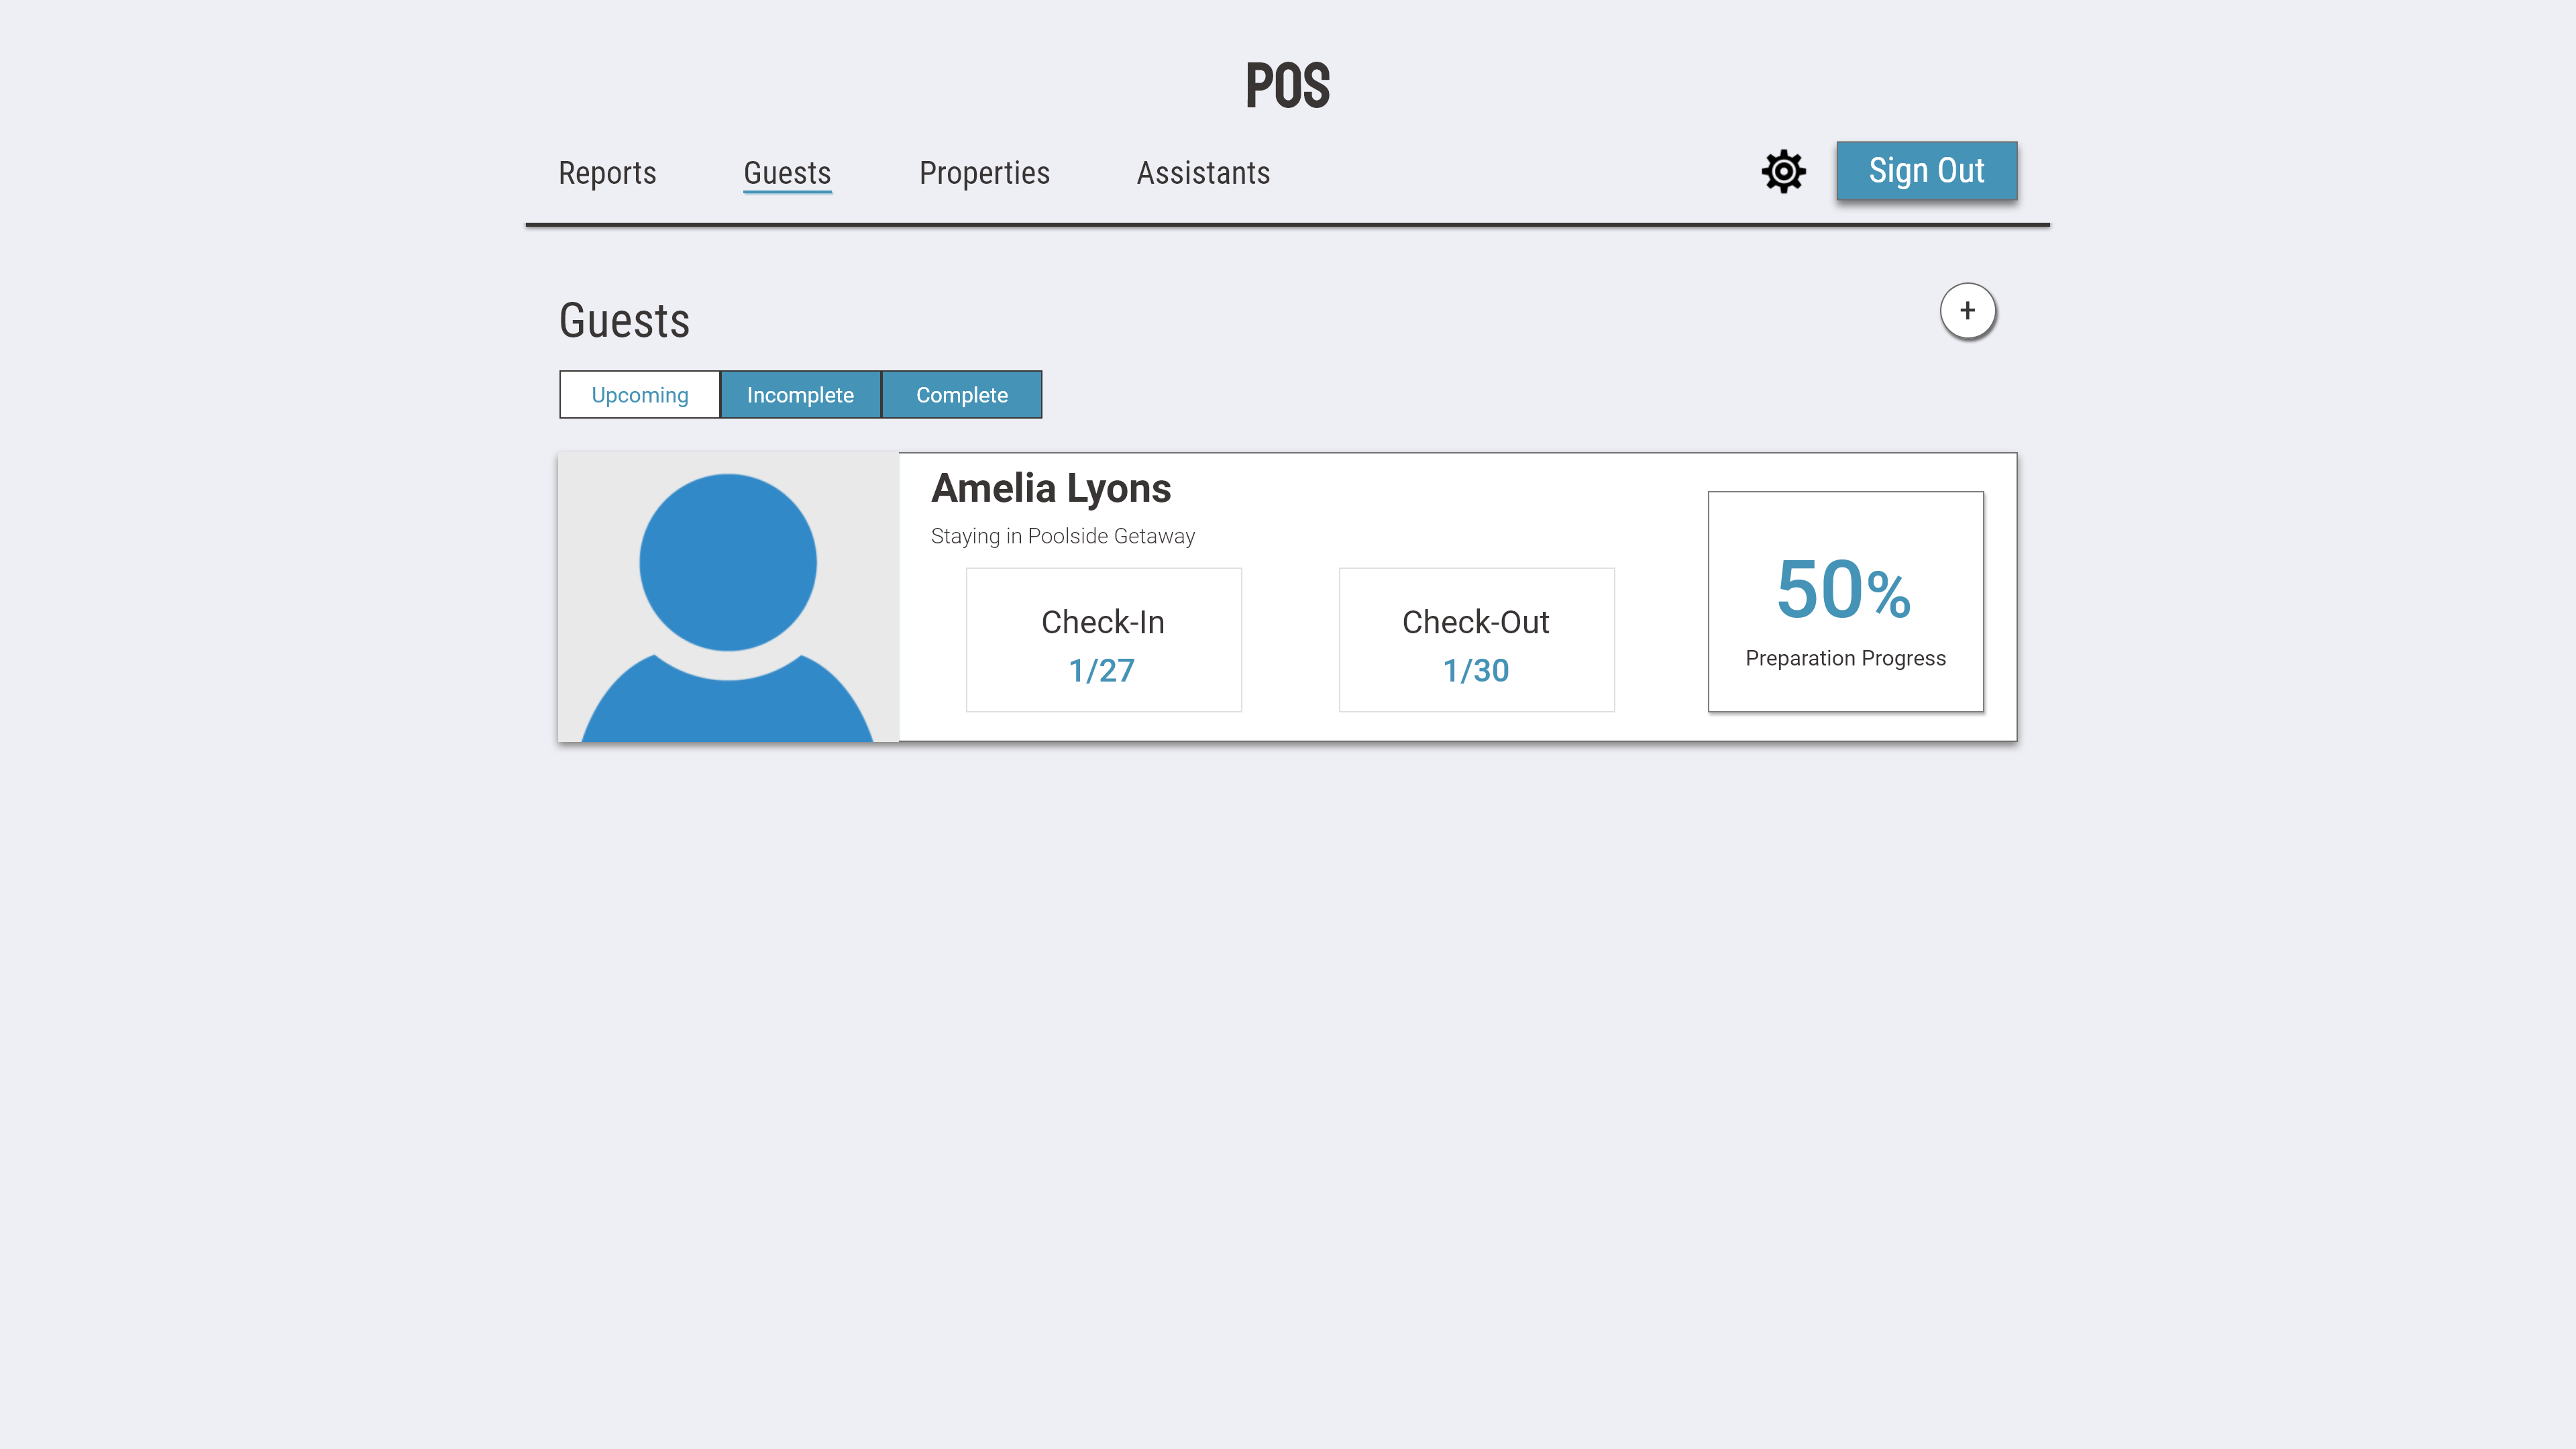 POS
Reports Guests Properties Assistants Sign Out
Guests
+
Upcoming Incomplete Complete
Amelia Lyons
Staying in Poolside Getaway
Check-In Check-Out
1/27 1/30
50%
Preparation Progress